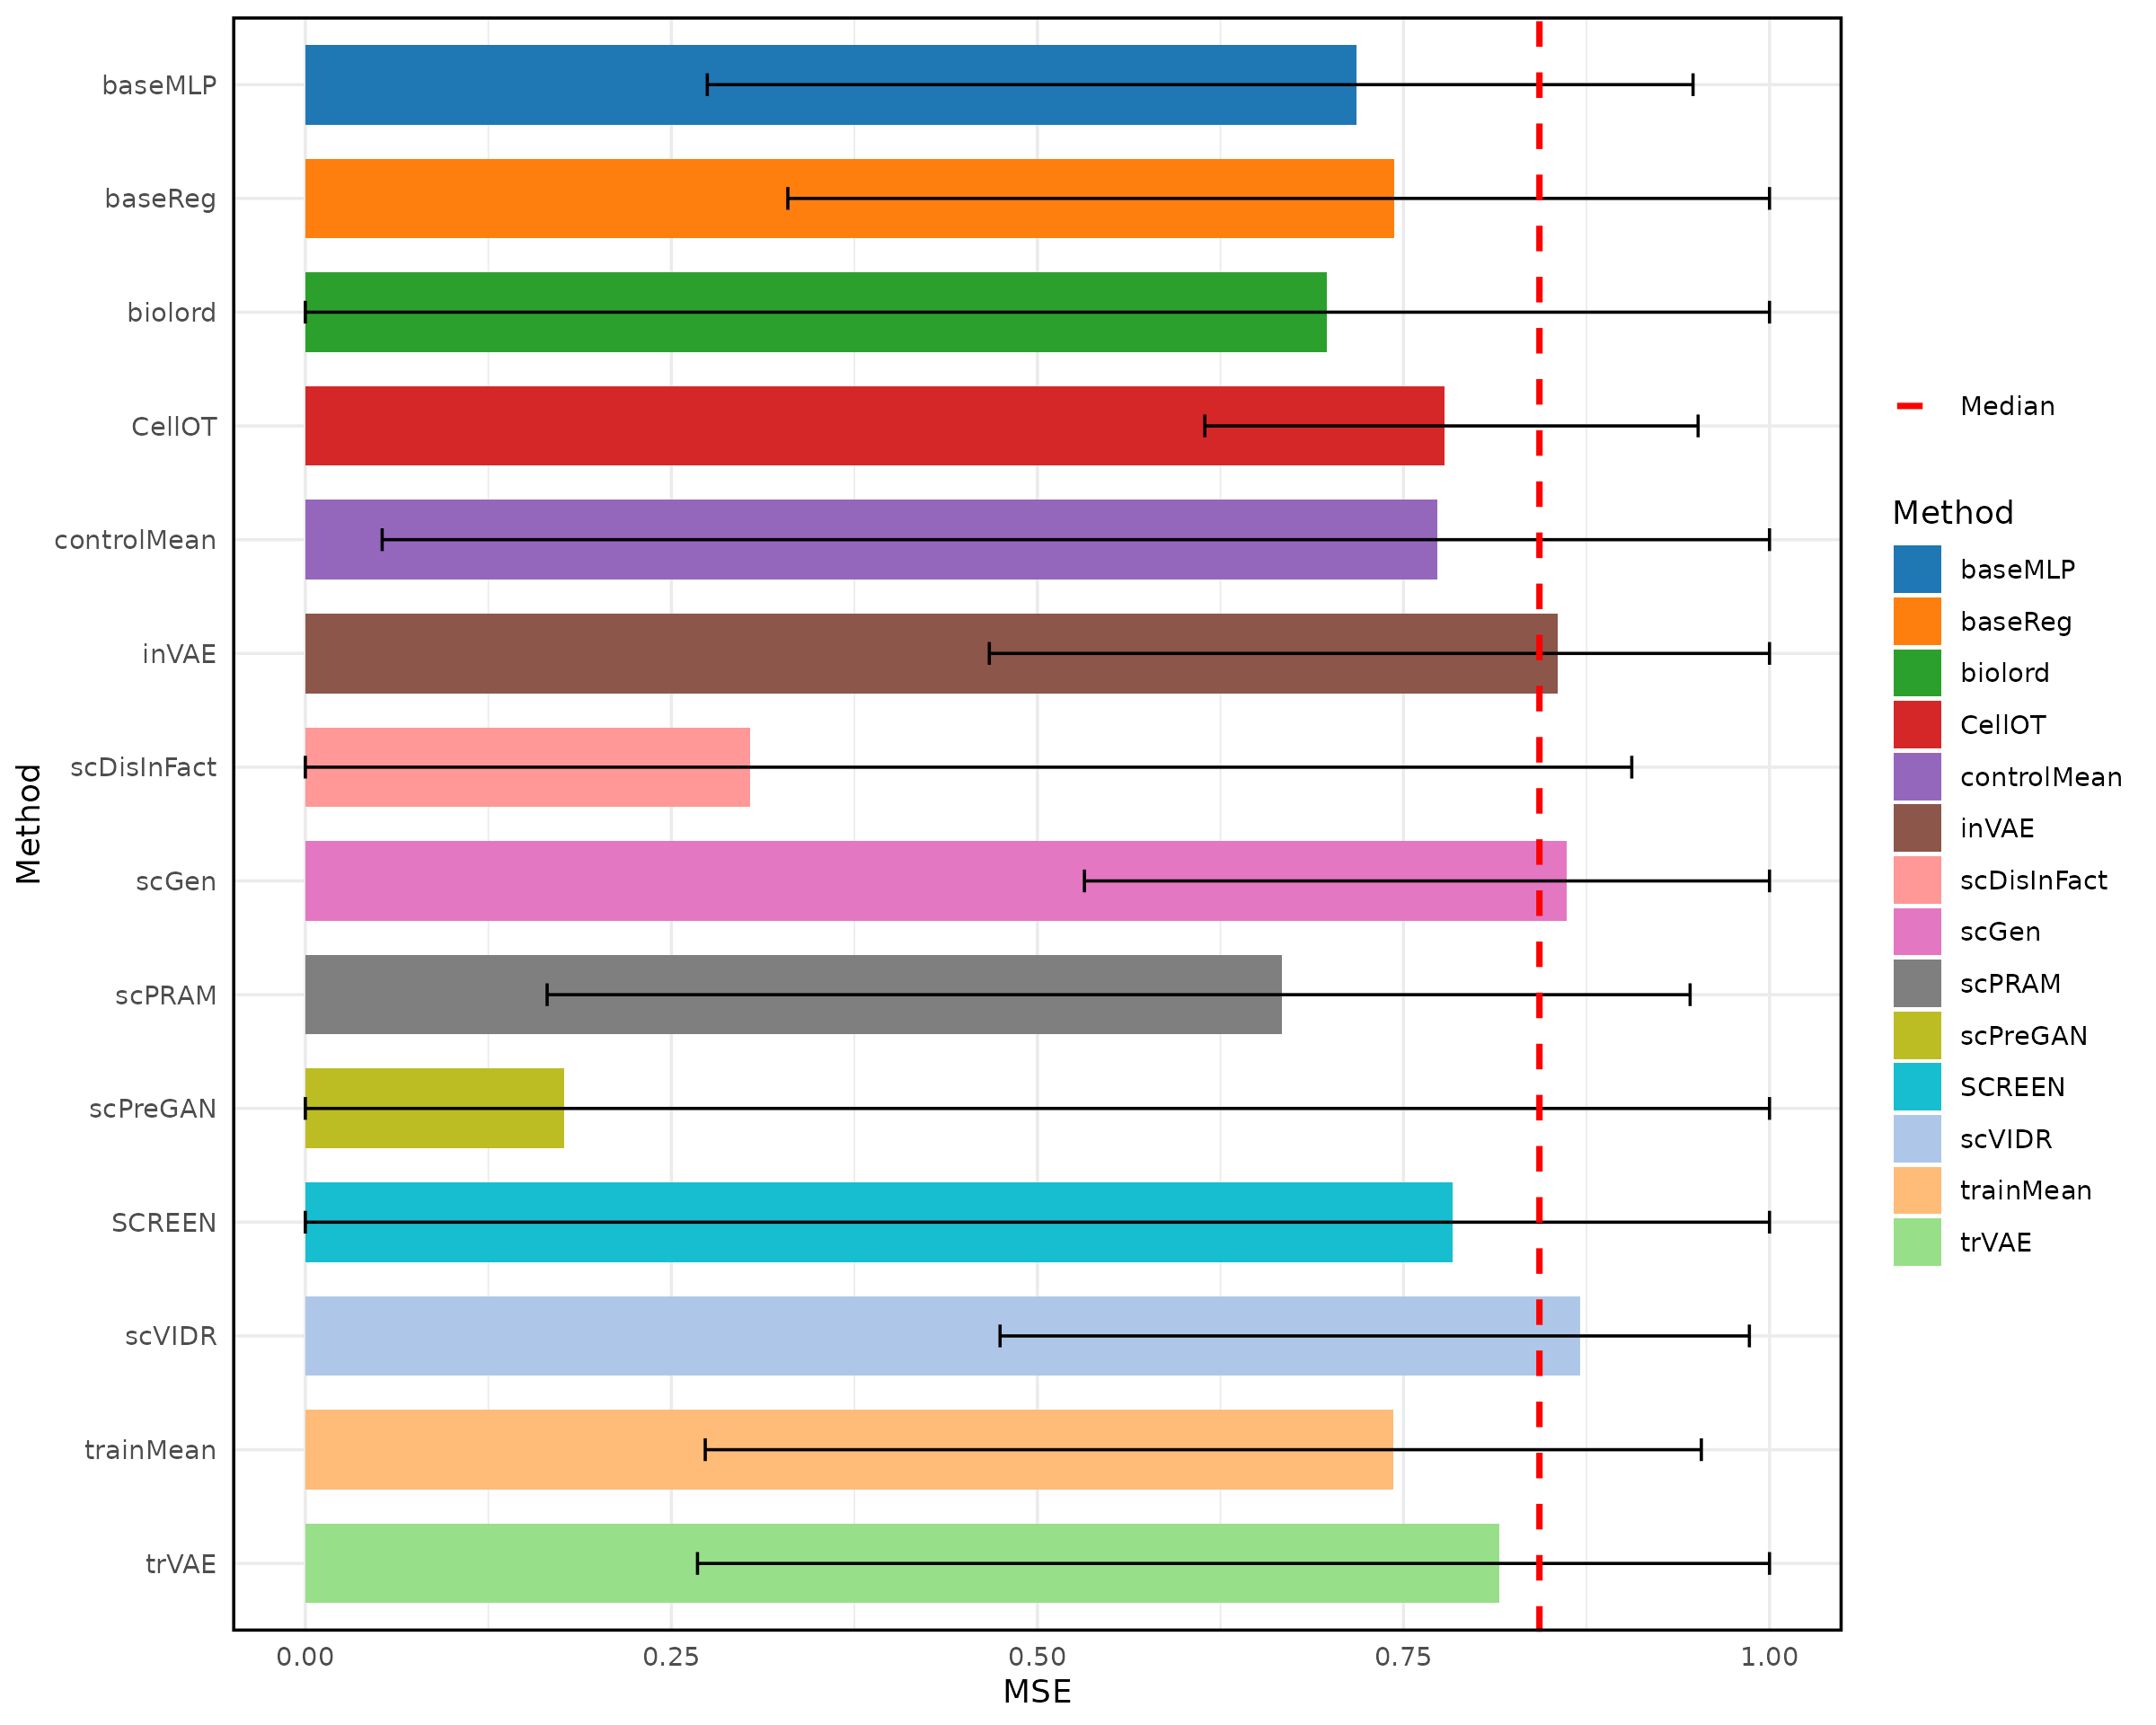 Method
baseMLP
baseReg
biolord
CellOT
controlMean
inVAE
scDisInFact
scGen
scPRAM
scPreGAN
SCREEN
scVIDR
trainMean
trVAE
0.00 0.25 0.50 0.75 1.00
MSE
Median
Method
baseMLP
baseReg
biolord
CellOT
controlMean
inVAE
scDisInFact
scGen
scPRAM
scPreGAN
SCREEN
scVIDR
trainMean
trVAE